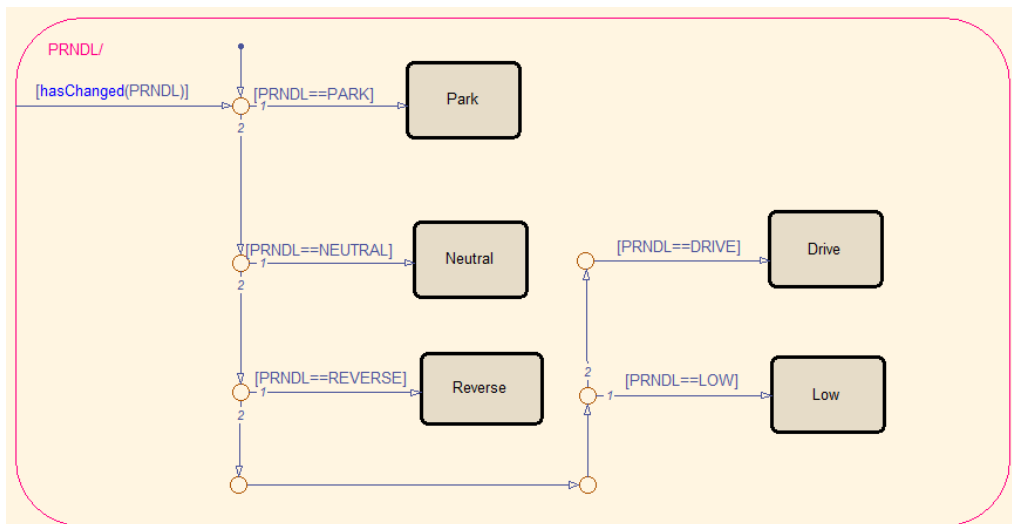 PRNDL/
[hasChanged(PRNDL)]
[PRNDL==PARK]
1
Park
2
[PRNDL==NEUTRAL]
1
Neutral
2
[PRNDL==DRIVE]
Drive
[PRNDL==REVERSE]
1
Reverse
2
2
[PRNDL==LOW]
1
Low